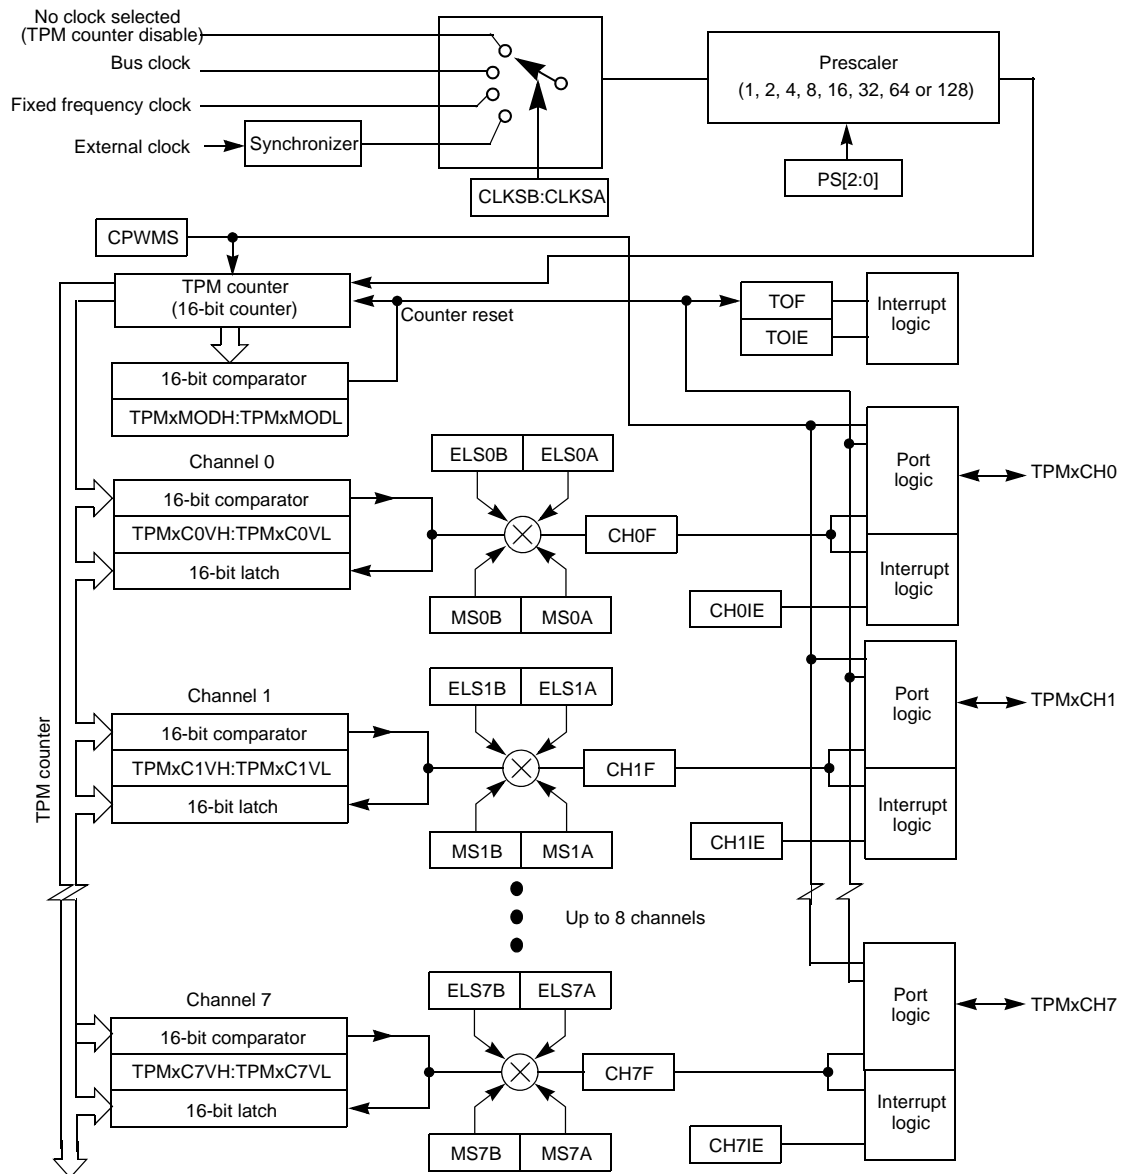 No clock selected
(TPM counter disable)
Bus clock
Fixed frequency clock
External clock
Synchronizer
CLKSB:CLKSA
Prescaler
(1, 2, 4, 8, 16, 32, 64 or 128)
PS[2:0]
CPWMS
TPM counter
(16-bit counter)
Counter reset
TOF
TOIE
Interrupt
logic
16-bit comparator
TPMxMODH:TPMxMODL
Channel 0
16-bit comparator
TPMxC0VH:TPMxC0VL
16-bit latch
ELS0B
ELS0A
MS0B
MS0A
CH0F
CH0IE
Port
logic
Interrupt
logic
TPMxCH0
TPM counter
Channel 1
16-bit comparator
TPMxC1VH:TPMxC1VL
16-bit latch
ELS1B
ELS1A
MS1B
MS1A
CH1F
CH1IE
Port
logic
Interrupt
logic
TPMxCH1
Up to 8 channels
Channel 7
16-bit comparator
TPMxC7VH:TPMxC7VL
16-bit latch
ELS7B
ELS7A
MS7B
MS7A
CH7F
CH7IE
Port
logic
Interrupt
logic
TPMxCH7